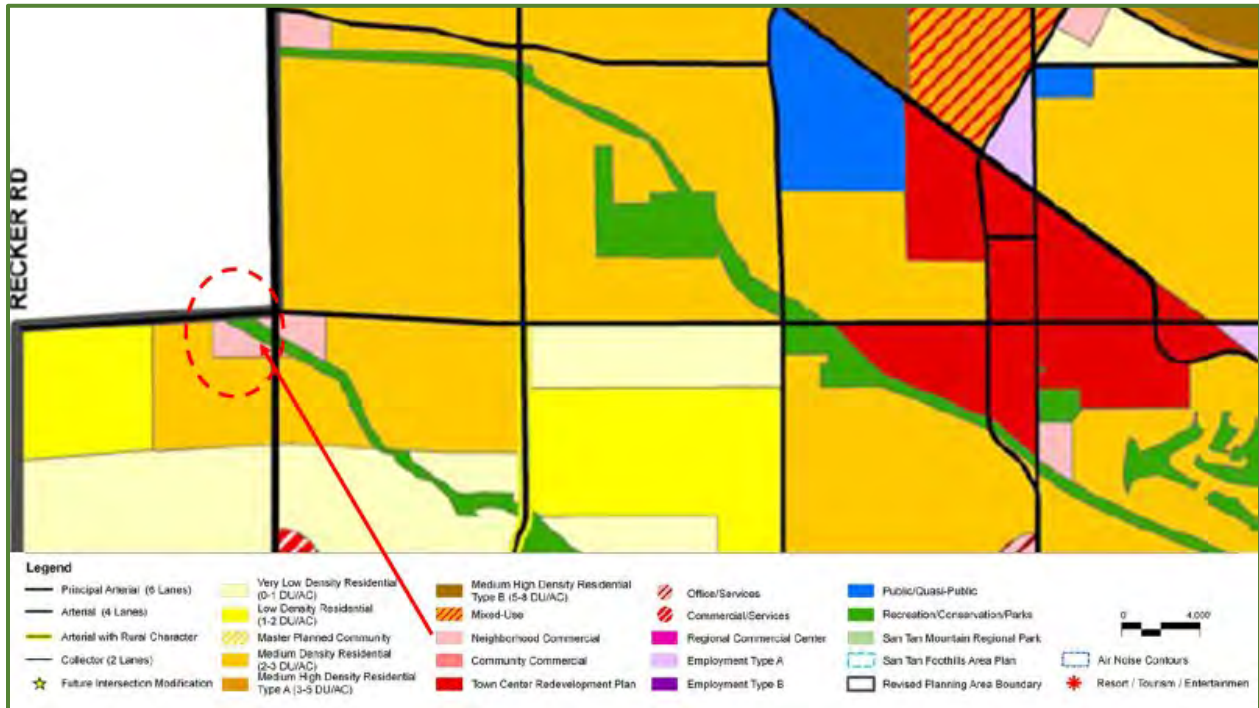 RECKER RD
Legend
Principal Arterial (6 Lanes)
Arterial (4 Lanes)
Arterial with Rural Character
Collector (2 Lanes)
Future Intersection Modification
Very Low Density Residential
(0-1 DU/AC)
Low Density Residential
(1-2 DU/AC)
Master Planned Community
Medium Density Residential
(2-3 DU/AC)
Medium High Density Residential
Type A (3-5 DU/AC)
Medium High Density Residential
Type B (5-8 DU/AC)
Mixed-Use
Neighborhood Commercial
Community Commercial
Town Center Redevelopment Plan
Office/Services
Commercial/Services
Regional Commercial Center
Employment Type A
Employment Type B
Public/Quasi-Public
Recreation/Conservation/Parks
San Tan Mountain Regional Park
San Tan Foothills Area Plan
Revised Planning Area Boundary
0 4,000
Air Noise Contours
Resort / Tourism / Entertainmen